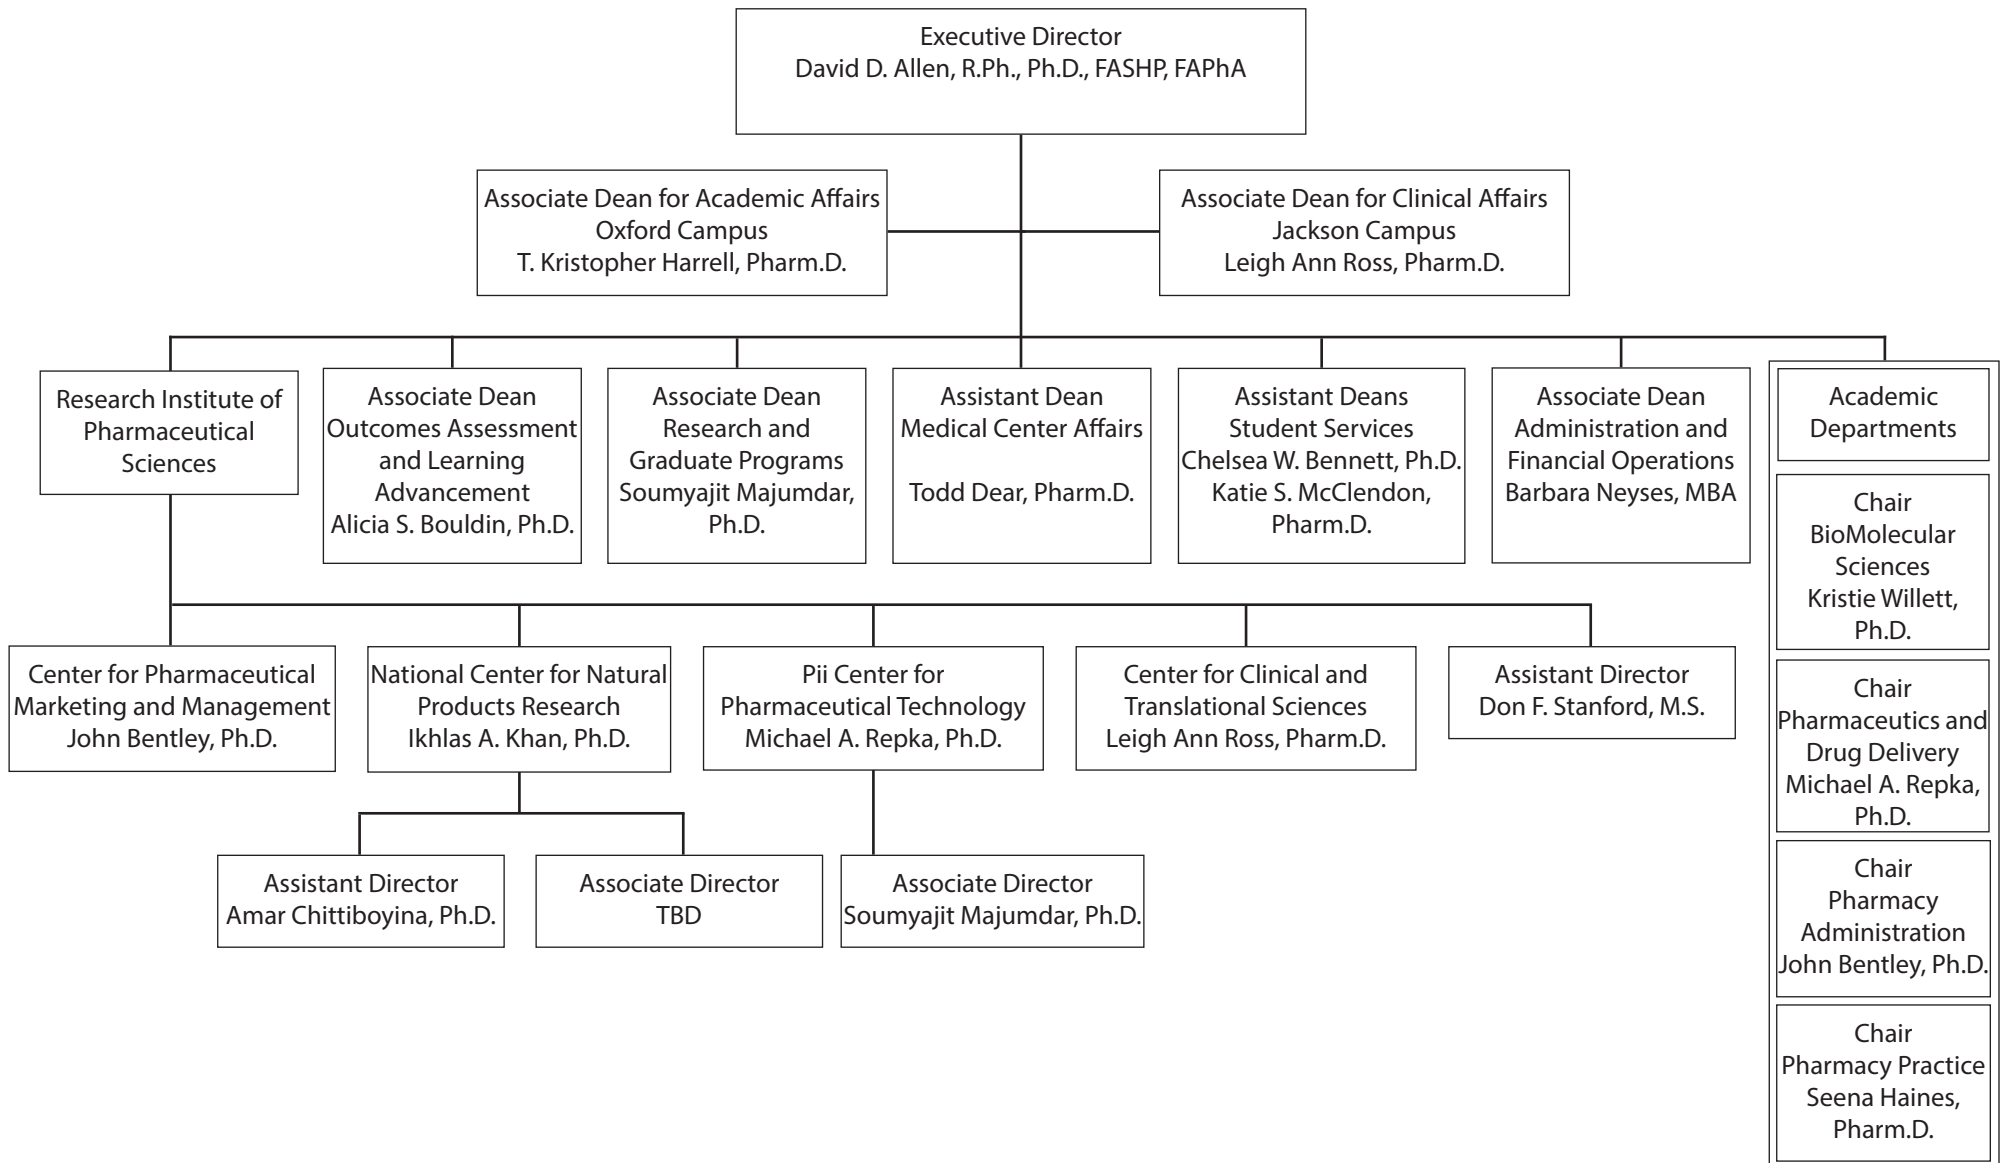 Executive Director
David D. Allen, R.Ph., Ph.D., FASHP, FAPhA
Associate Dean for Academic Affairs
Oxford Campus
T. Kristopher Harrell, Pharm.D.
Associate Dean for Clinical Affairs
Jackson Campus
Leigh Ann Ross, Pharm.D.
Research Institute of
Pharmaceutical
Sciences
Associate Dean
Outcomes Assessment
and Learning
Advancement
Alicia S. Bouldin, Ph.D.
Associate Dean
Research and
Graduate Programs
Soumyajit Majumdar,
Ph.D.
Assistant Dean
Medical Center Affairs
Todd Dear, Pharm.D.
Assistant Deans
Student Services
Chelsea W. Bennett, Ph.D.
Katie S. McClendon,
Pharm.D.
Associate Dean
Administration and
Financial Operations
Barbara Neyses, MBA
Academic
Departments
Chair
BioMolecular
Sciences
Kristie Willett,
Ph.D.
Chair
Pharmaceutics and
Drug Delivery
Michael A. Repka,
Ph.D.
Chair
Pharmacy
Administration
John Bentley, Ph.D.
Chair
Pharmacy Practice
Seena Haines,
Pharm.D.
Center for Pharmaceutical
Marketing and Management
John Bentley, Ph.D.
National Center for Natural
Products Research
Ikhlas A. Khan, Ph.D.
Pii Center for
Pharmaceutical Technology
Michael A. Repka, Ph.D.
Center for Clinical and
Translational Sciences
Leigh Ann Ross, Pharm.D.
Assistant Director
Don F. Stanford, M.S.
Assistant Director
Amar Chittiboyina, Ph.D.
Associate Director
TBD
Associate Director
Soumyajit Majumdar, Ph.D.